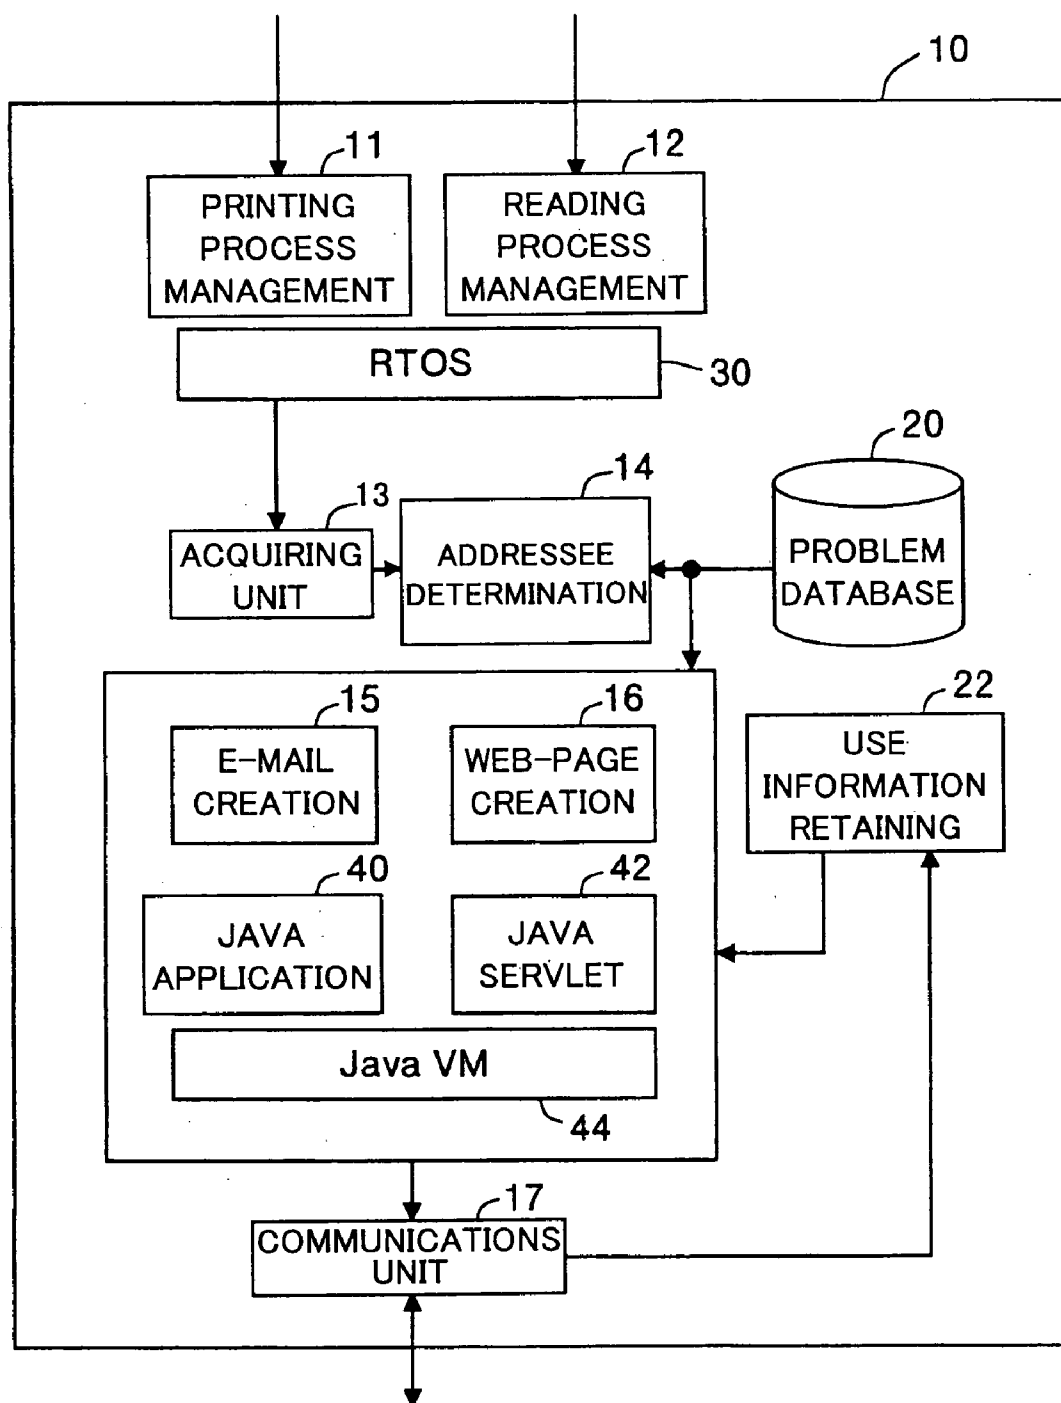 10
11
12
PRINTING
PROCESS
MANAGEMENT
READING
PROCESS
MANAGEMENT
RTOS
30
20
14
13
ACQUIRING
UNIT
ADDRESSEE
DETERMINATION
PROBLEM
DATABASE
15
16
22
E-MAIL
CREATION
WEB-PAGE
CREATION
USE
INFORMATION
RETAINING
40
42
JAVA
APPLICATION
JAVA
SERVLET
Java VM
44
17
COMMUNICATIONS
UNIT